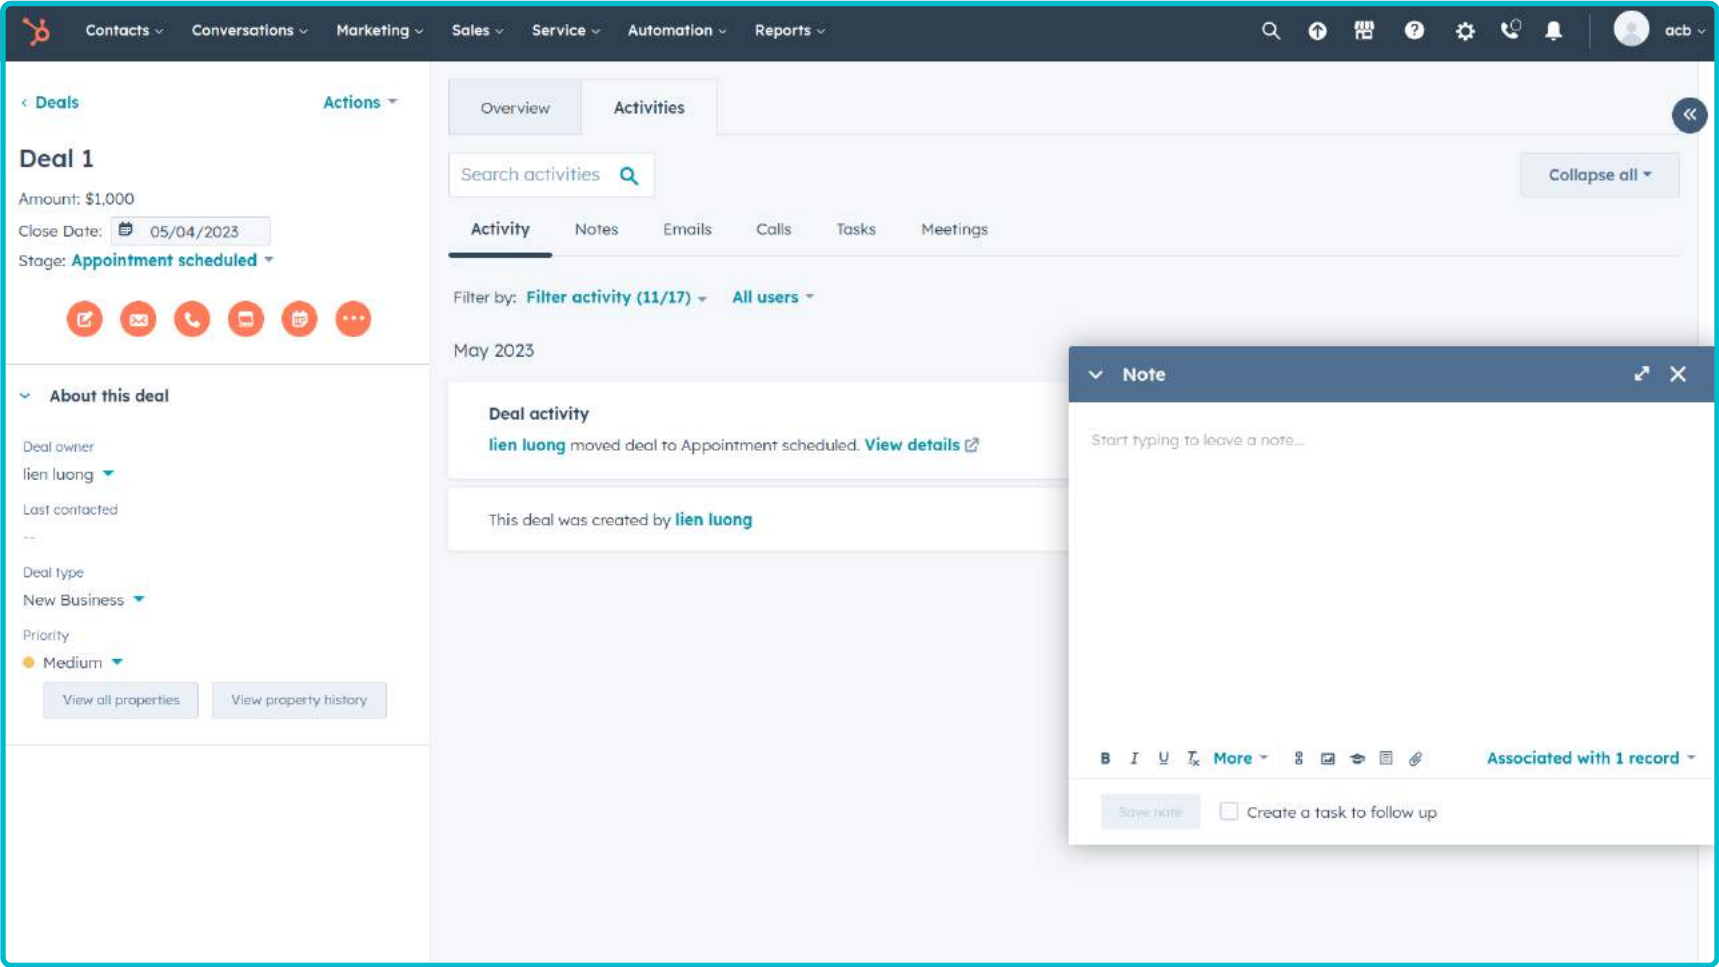 Contacts Conversations Marketing Sales Service Automation Reports acb
Deals Actions
Deal 1
Amount: $1,000
Close Date: 05/04/2023
Stage: Appointment scheduled
About this deal
Deal owner
lien luong
Last contacted
--
Deal type
New Business
Priority
Medium
View all properties View property history
Overview Activities
Search activities Collapse all
Activity Notes Emails Calls Tasks Meetings
Filter by: Filter activity (11/17) All users
May 2023
Deal activity
lien luong moved deal to Appointment scheduled. View details
This deal was created by lien luong
Note
Start typing to leave a note...
B I U Tx More Associated with 1 record
Save note Create a task to follow up